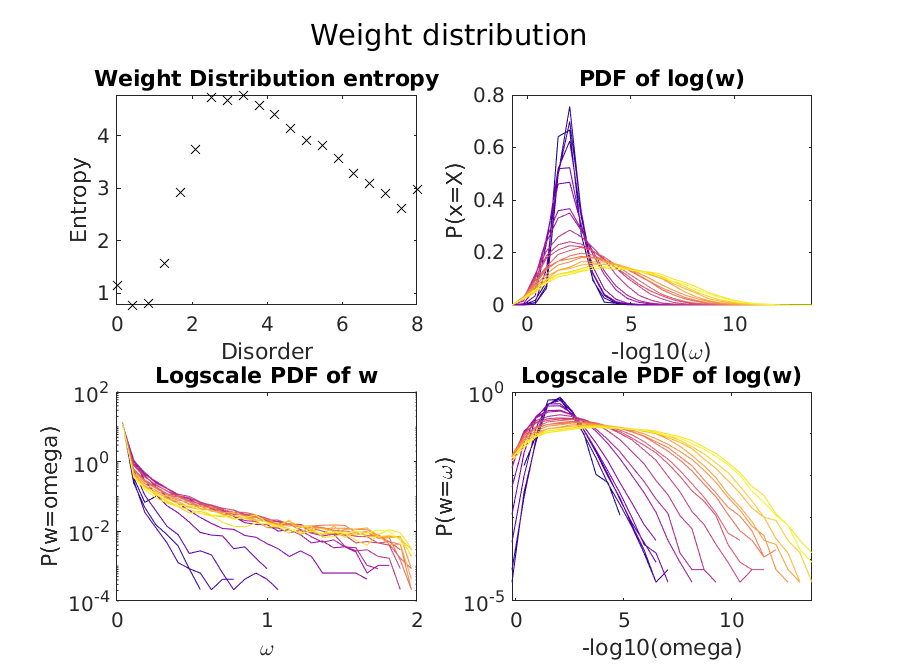 Weight distribution
Weight Distribution entropy
Entropy
4
3
2
1
0 2 4 6 8
Disorder
PDF of log(w)
P(x=X)
0.8
0.6
0.4
0.2
0
0 5 10
-log10(ω)
Logscale PDF of w
P(w=omega)
10^2
10^0
10^-2
10^-4
0 1 2
ω
Logscale PDF of log(w)
P(w=ω)
10^0
10^-5
0 5 10
-log10(omega)